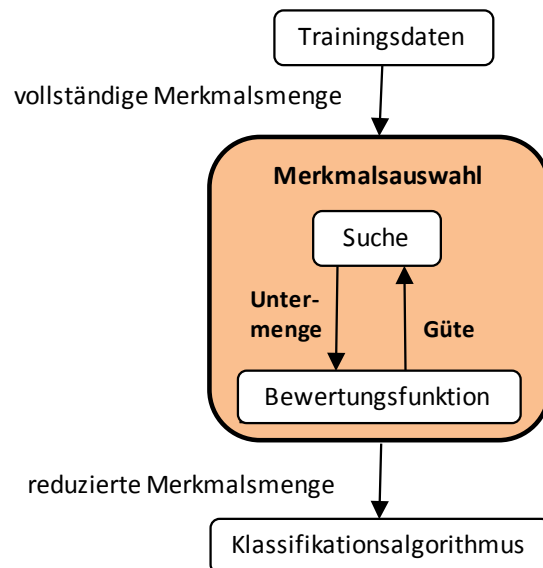 Trainingsdaten
vollständige Merkmalsmenge
Merkmalsauswahl
Suche
Unter-
menge
Güte
Bewertungsfunktion
reduzierte Merkmalsmenge
Klassifikationsalgorithmus